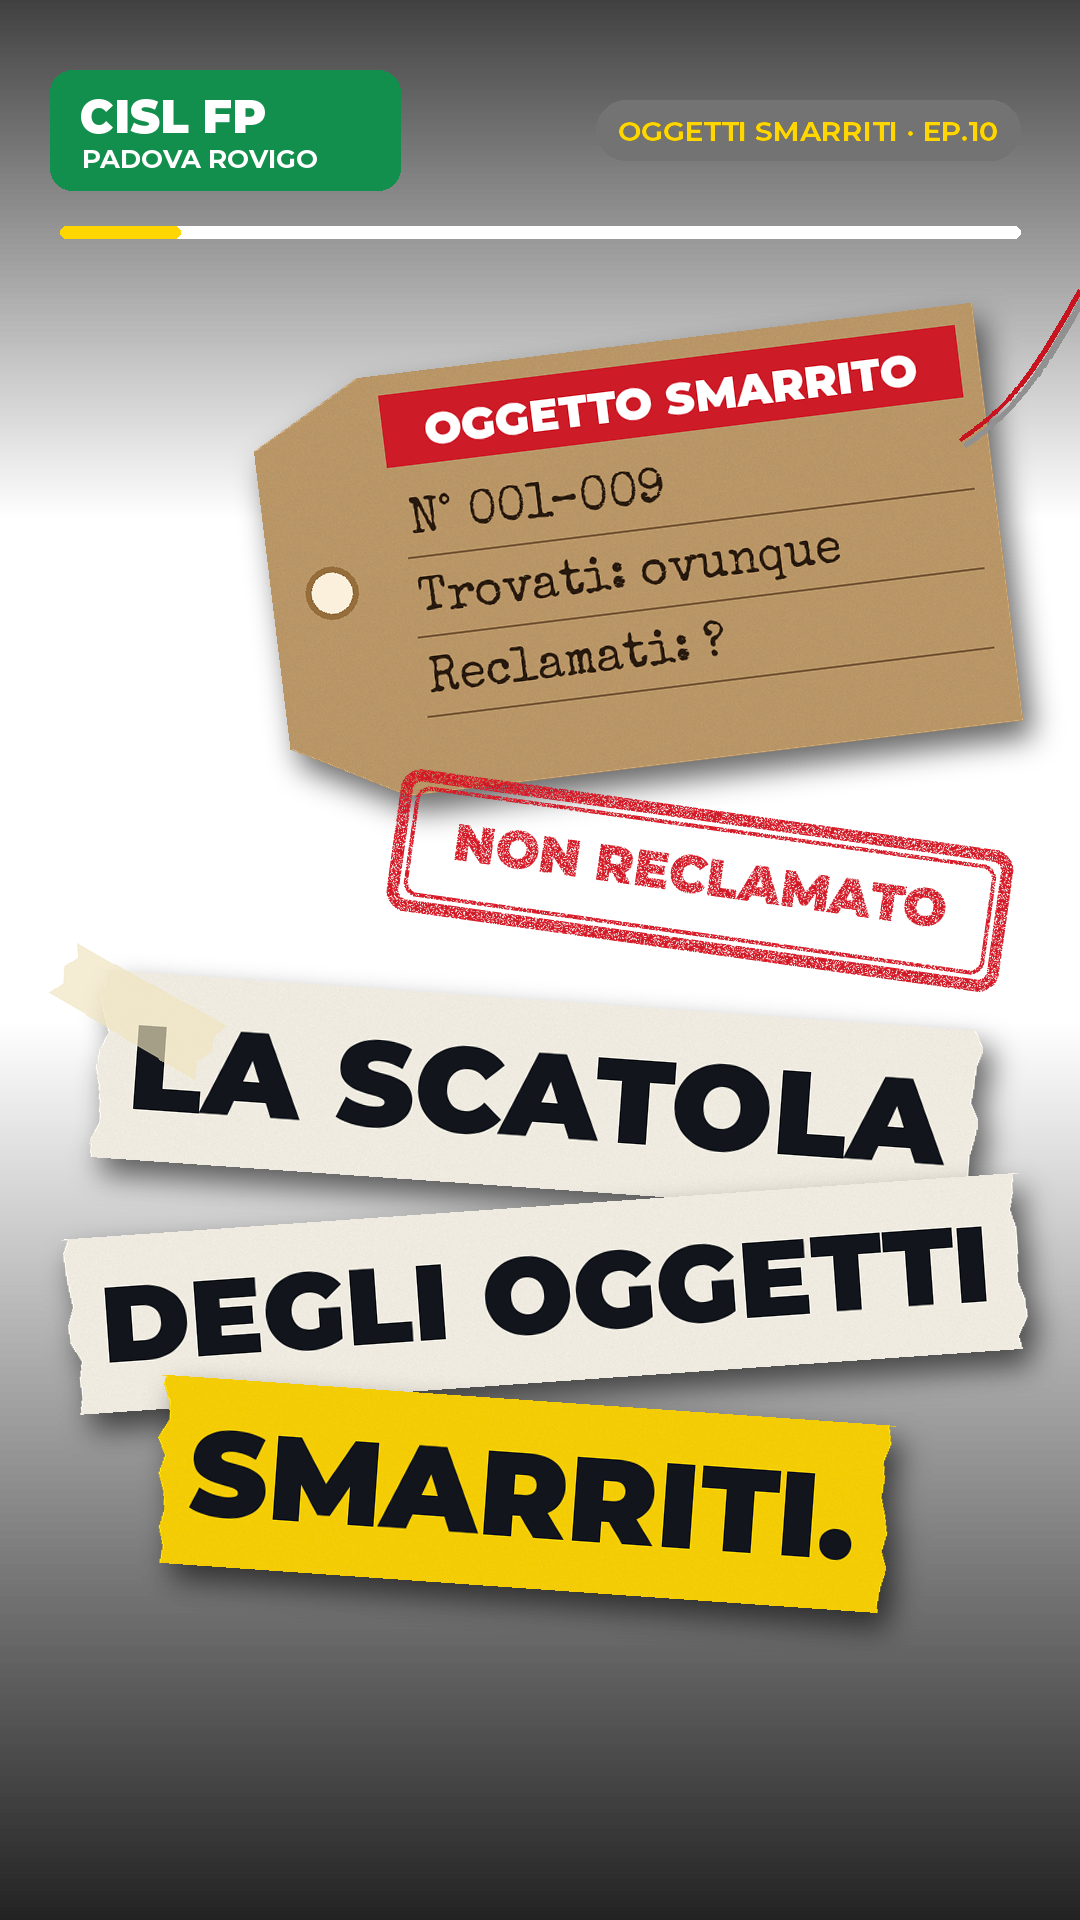 CISL FP
PADOVA ROVIGO
OGGETTI SMARRITI · EP.10
OGGETTO SMARRITO
N° 001-009
Trovati: ovunque
Reclamati: ?
NON RECLAMATO
LA SCATOLA
DEGLI OGGETTI
SMARRITI.